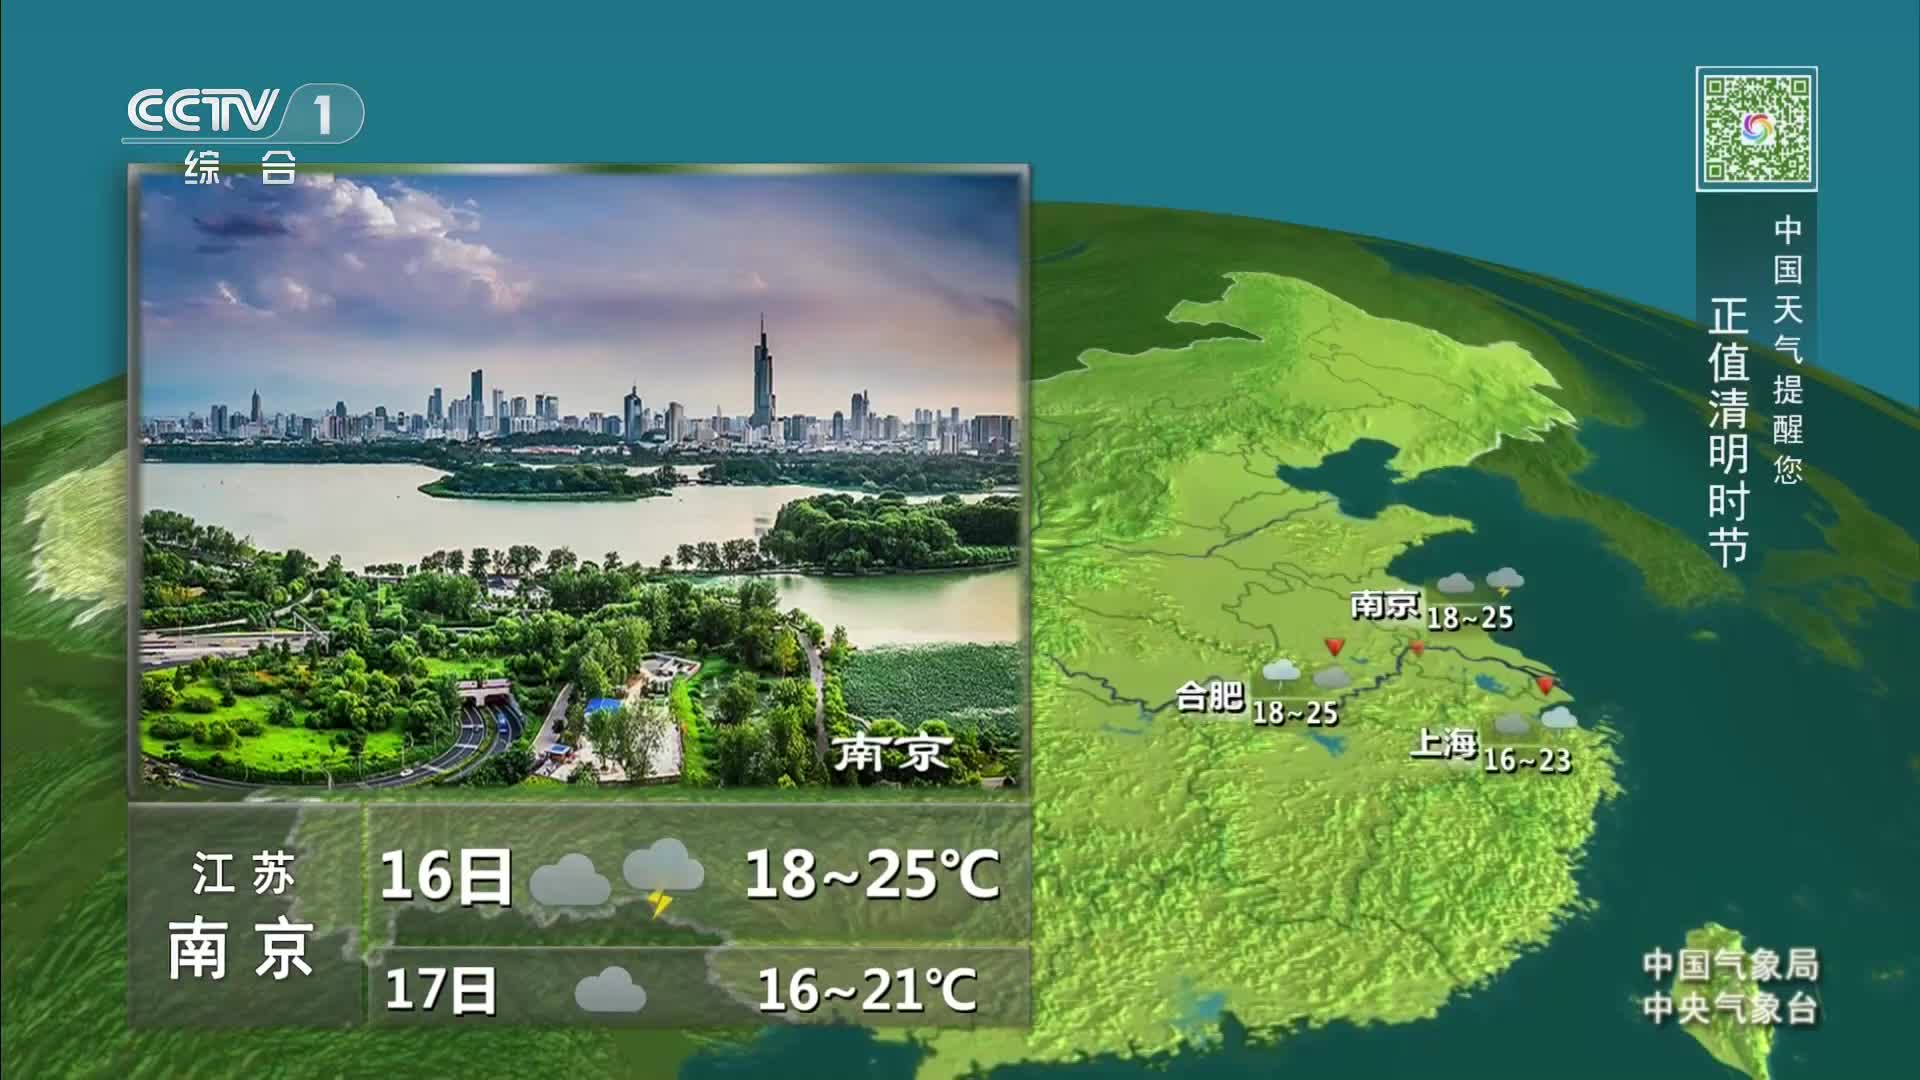 CCTV 1
综 合
中国天气提醒您
正值清明时节
南京
18~25
合肥
18~25
上海
16~23
南京
江苏
南京
16日 18~25℃
17日 16~21℃
中国气象局
中央气象台